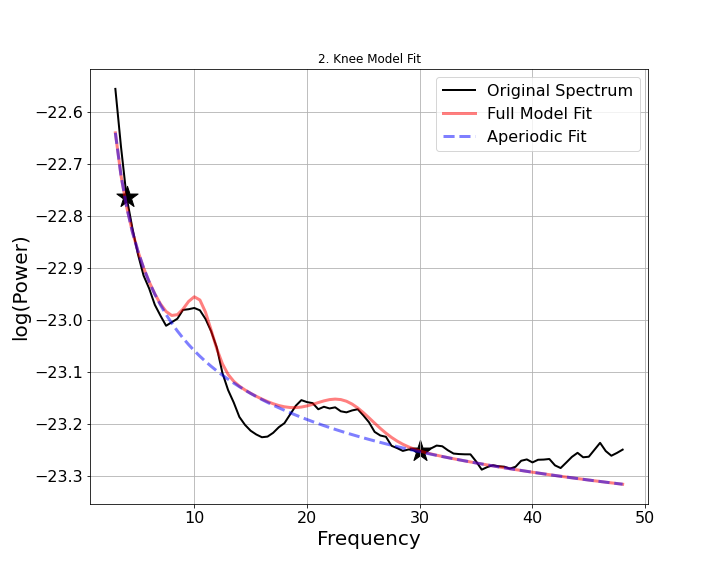 2. Knee Model Fit
Original Spectrum
Full Model Fit
Aperiodic Fit
log(Power)
−22.6
−22.7
−22.8
−22.9
−23.0
−23.1
−23.2
−23.3
10 20 30 40 50
Frequency